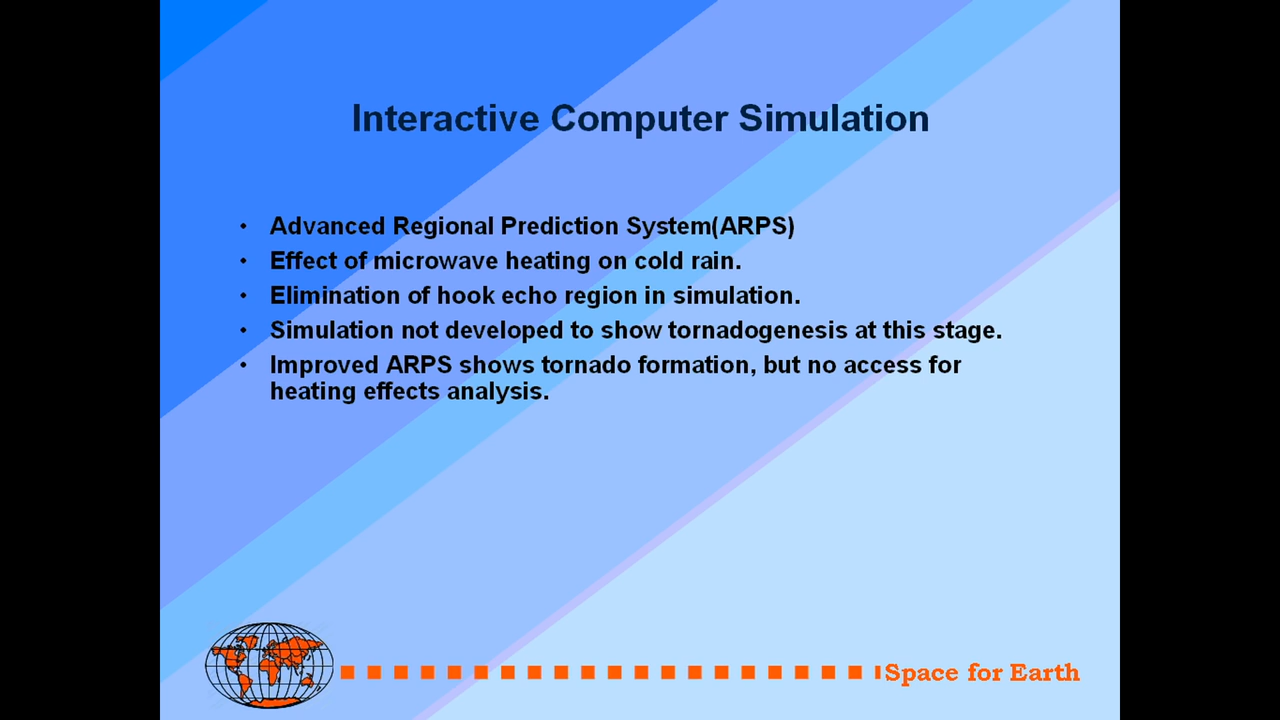 Interactive Computer Simulation
• Advanced Regional Prediction System(ARPS)
• Effect of microwave heating on cold rain.
• Elimination of hook echo region in simulation.
• Simulation not developed to show tornadogenesis at this stage.
• Improved ARPS shows tornado formation, but no access for
heating effects analysis.
Space for Earth